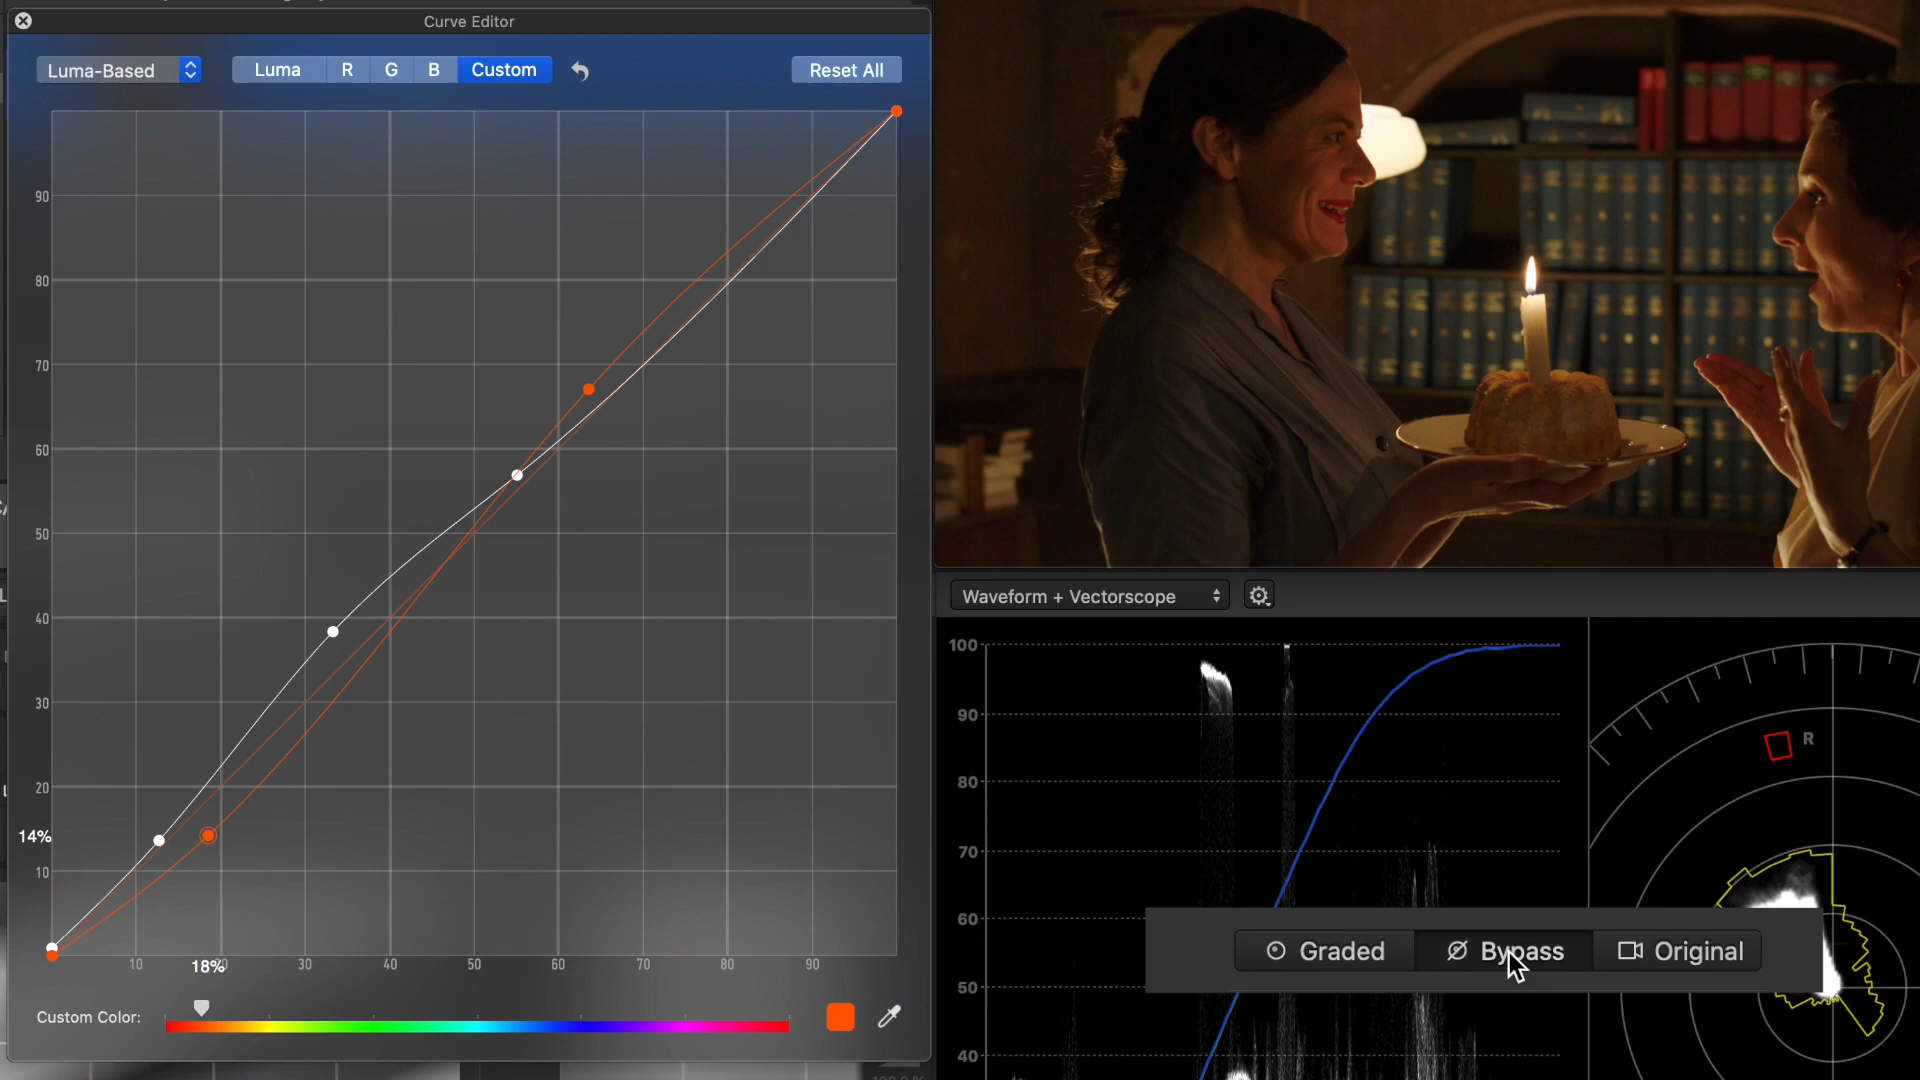 Curve Editor
Luma-Based
Luma R G B Custom
Reset All
90
80
70
60
50
40
30
20
14%
10
10 18% 30 40 50 60 70 80 90
Custom Color:
Waveform + Vectorscope
100
90
80
70
60
50
40
R
Graded Bypass Original